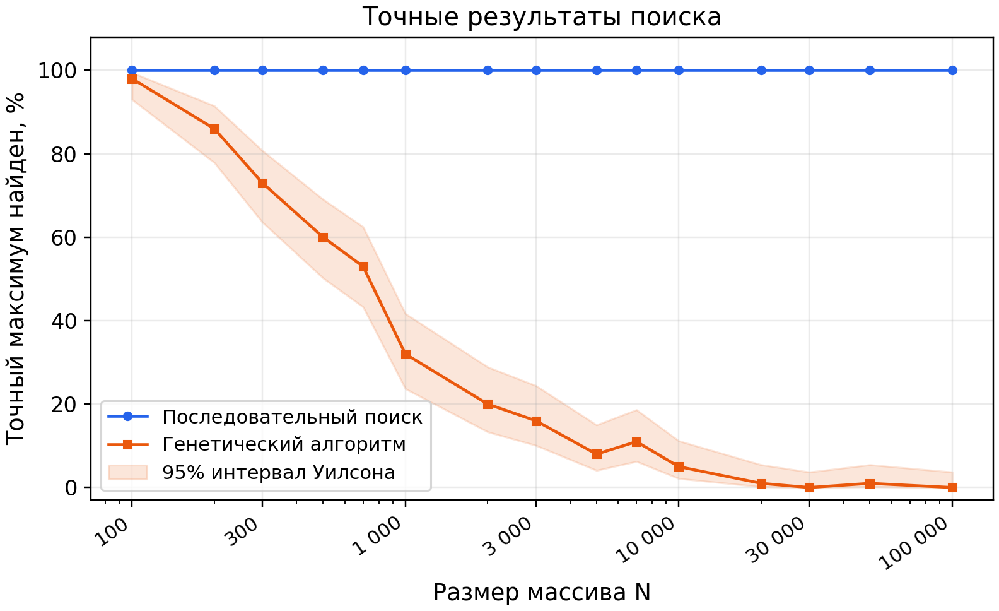 Точные результаты поиска
Точный максимум найден, %
100
80
60
40
20
0
Последовательный поиск
Генетический алгоритм
95% интервал Уилсона
100
300
1 000
3 000
10 000
30 000
100 000
Размер массива N